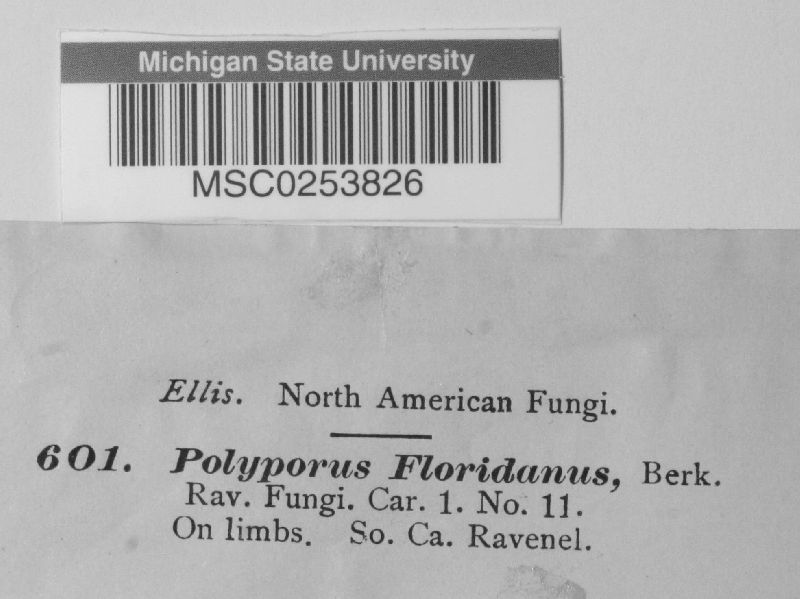 Michigan State University
MSC0253826
Ellis. North American Fungi.
601. Polyporus Floridanus, Berk.
Rav. Fungi. Car. 1. No. 11.
On limbs. So. Ca. Ravenel.